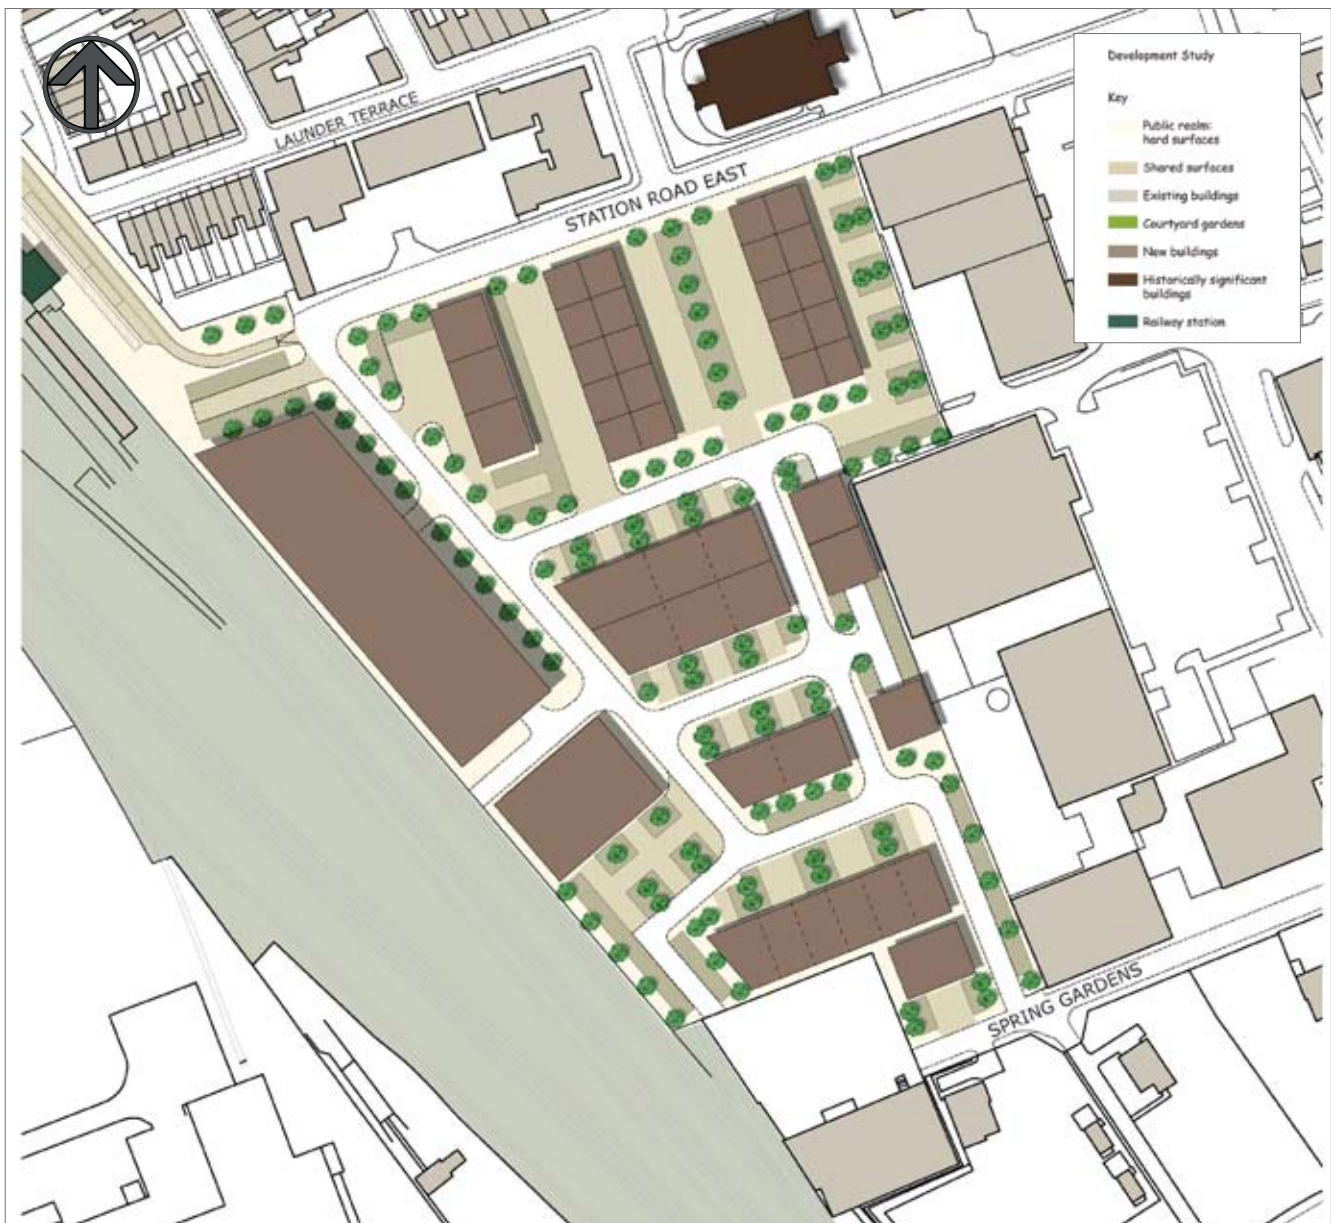 LAUNDER TERRACE
STATION ROAD EAST
Development Study
Key
Public realm:
hard surfaces
Shared surfaces
Existing buildings
Courtyard gardens
New buildings
Historically significant
buildings
Railway station
SPRING GARDENS